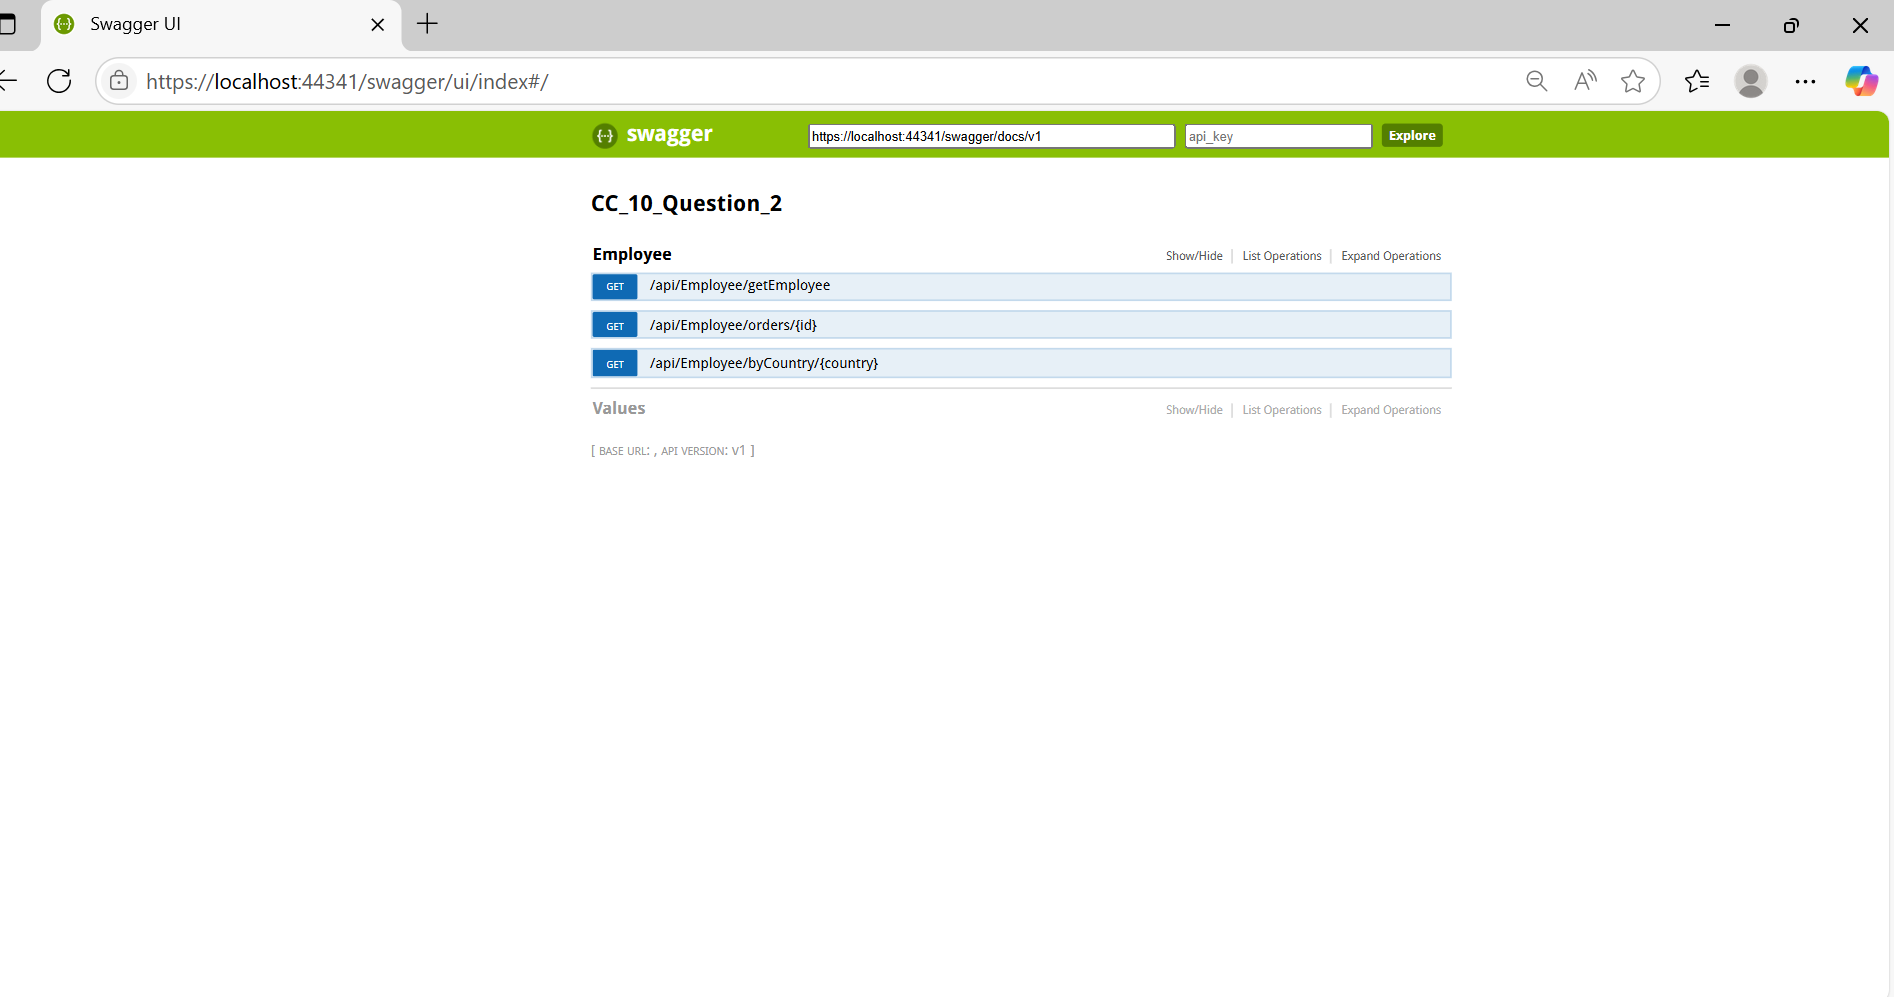 Swagger UI
https://localhost:44341/swagger/ui/index#/
swagger https://localhost:44341/swagger/docs/v1 api_key Explore
CC_10_Question_2
Employee Show/Hide List Operations Expand Operations
GET /api/Employee/getEmployee
GET /api/Employee/orders/{id}
GET /api/Employee/byCountry/{country}
Values Show/Hide List Operations Expand Operations
[ BASE URL: , API VERSION: v1 ]